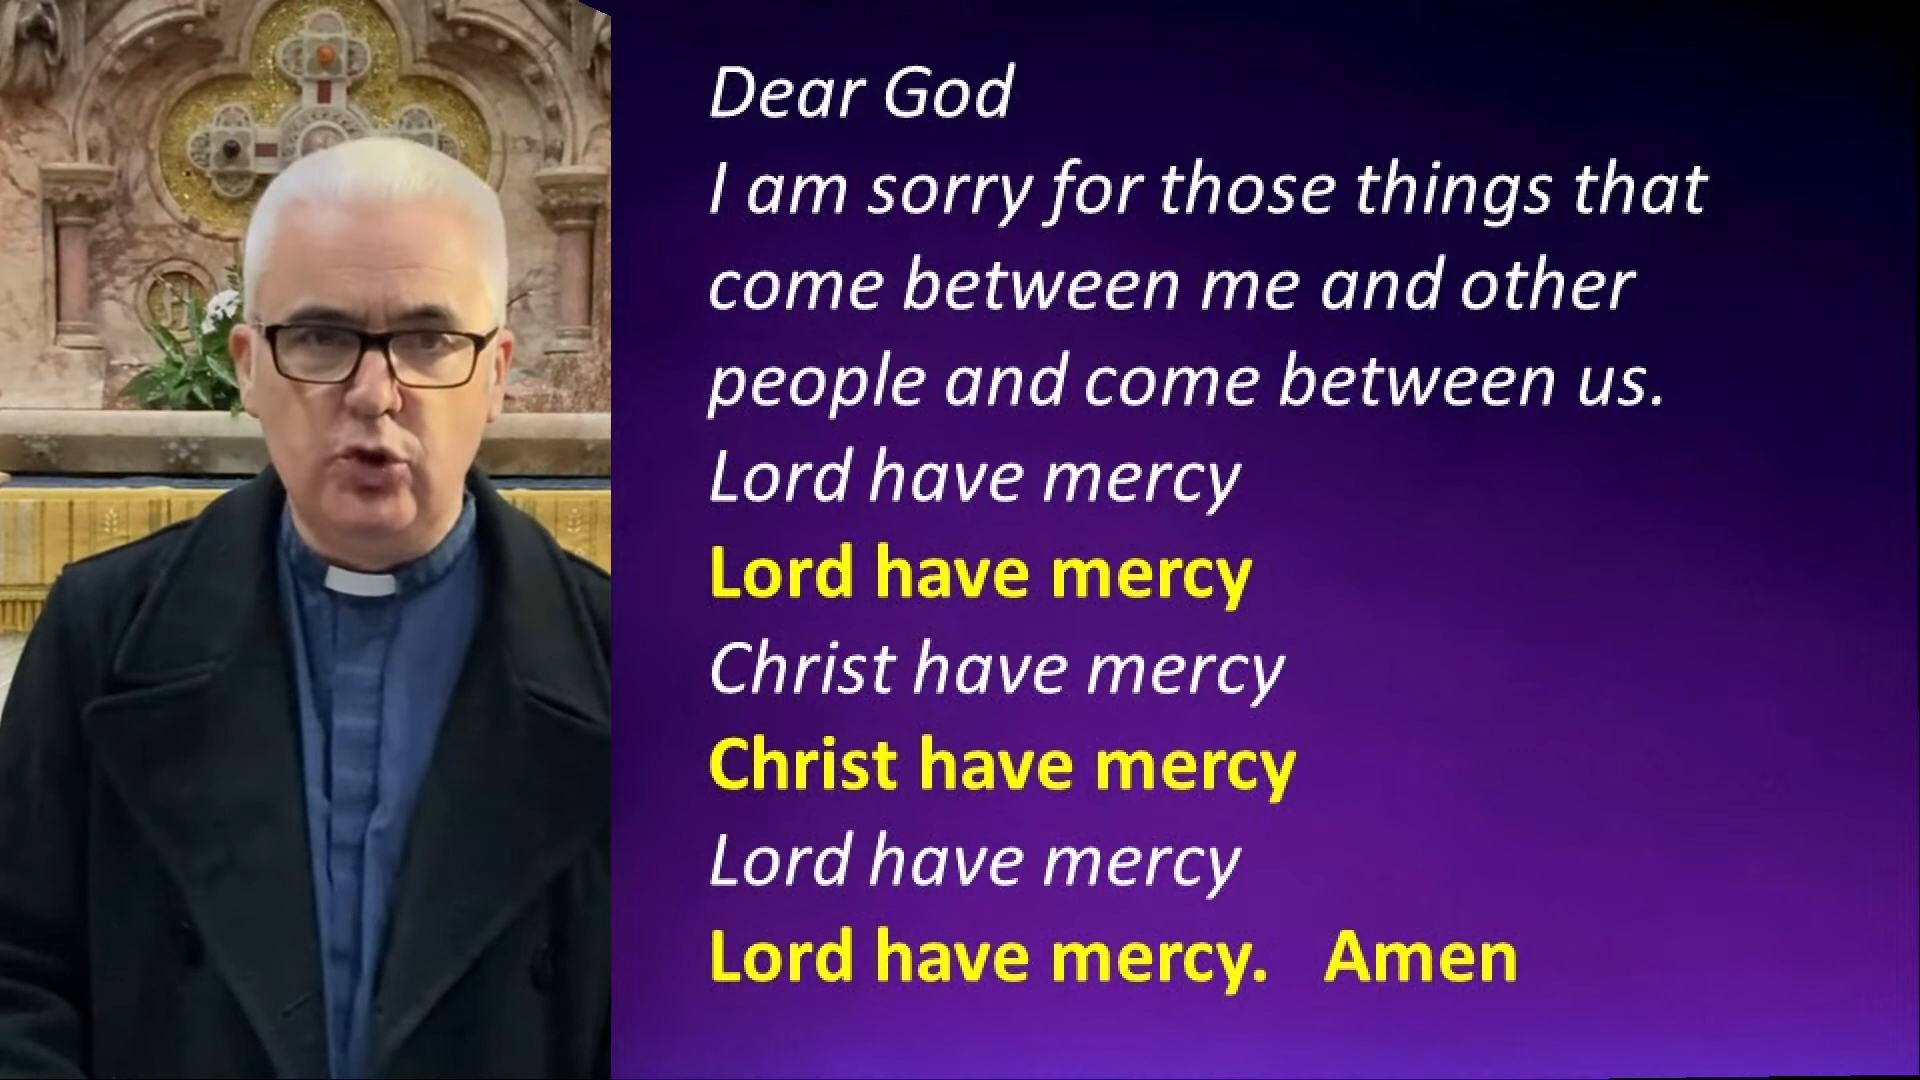 Dear God
I am sorry for those things that
come between me and other
people and come between us.
Lord have mercy
Lord have mercy
Christ have mercy
Christ have mercy
Lord have mercy
Lord have mercy.   Amen